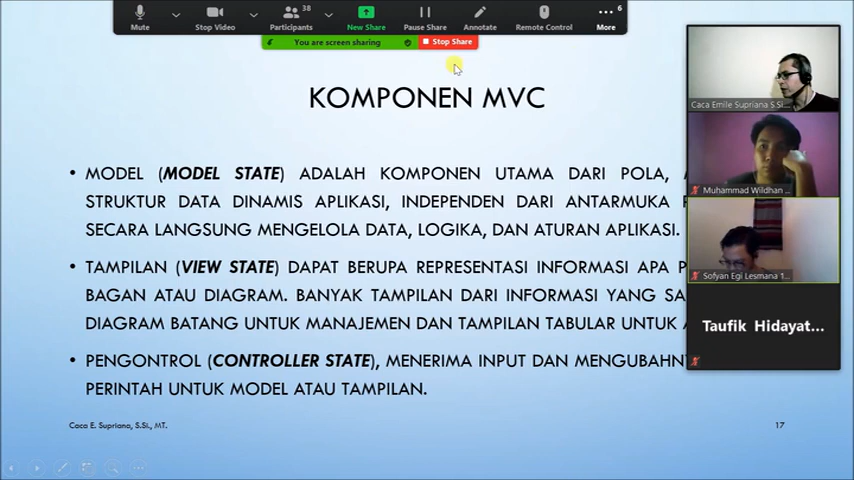 38
6
Mute
Stop Video
Participants
New Share
Pause Share
Annotate
Remote Control
More
You are screen sharing
Stop Share
KOMPONEN MVC
Caca Emile Supriana S.Si...
• MODEL (MODEL STATE) ADALAH KOMPONEN UTAMA DARI POLA,
STRUKTUR DATA DINAMIS APLIKASI, INDEPENDEN DARI ANTARMUKA
SECARA LANGSUNG MENGELOLA DATA, LOGIKA, DAN ATURAN APLIKASI.
Muhammad Wildhan ...
• TAMPILAN (VIEW STATE) DAPAT BERUPA REPRESENTASI INFORMASI APA
BAGAN ATAU DIAGRAM. BANYAK TAMPILAN DARI INFORMASI YANG
DIAGRAM BATANG UNTUK MANAJEMEN DAN TAMPILAN TABULAR UNTUK
Sofyan Egi Lesmana 1...
Taufik Hidayat...
• PENGONTROL (CONTROLLER STATE), MENERIMA INPUT DAN
PERINTAH UNTUK MODEL ATAU TAMPILAN.
Caca E. Supriana, S.Si., MT.
17